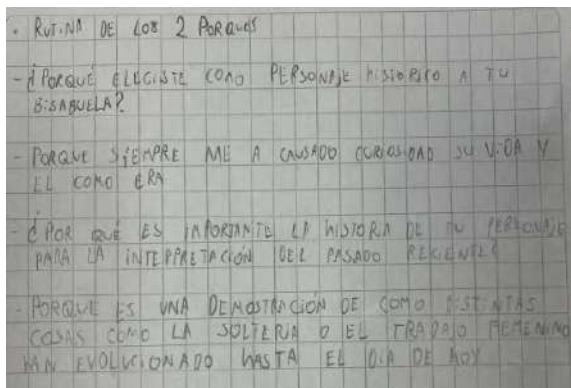 • RUTINA DE LOS 2 PORQUES
- ¿PORQUÉ ELEGISTE COMO PERSONAJE HISTORICO A TU
BISABUELA?
- PORQUE SIEMPRE ME A CAUSADO CURIOSIDAD SU VIDA Y
EL COMO ERA
- ¿POR QUÉ ES IMPORTANTE LA HISTORIA DE TU PERSONAJE
PARA LA INTERPRETACIÓN DEL PASADO RECIENTE?
- PORQUE ES UNA DEMOSTRACIÓN DE COMO DISTINTAS
COSAS COMO LA SOLTERIA O EL TRABAJO FEMENINO
HAN EVOLUCIONADO HASTA EL DIA DE HOY